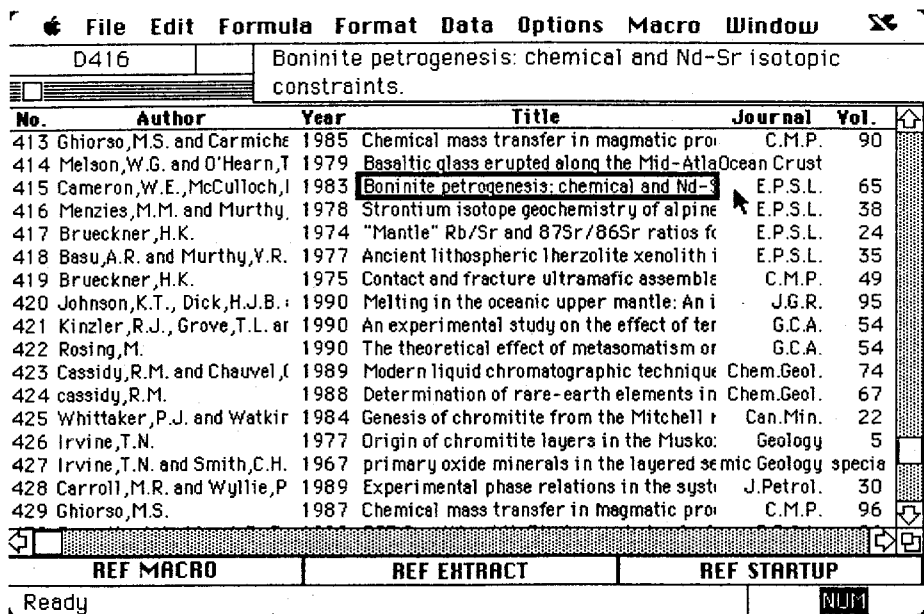 File Edit Formula Format Data Options Macro Window
D416 Boninite petrogenesis: chemical and Nd-Sr isotopic
constraints.
No. Author Year Title Journal Vol.
413 Ghiorso,M.S. and Carmicha 1985 Chemical mass transfer in magmatic pro C.M.P. 90
414 Melson,W.G. and O'Hearn,T 1979 Basaltic glass erupted along the Mid-Atla Ocean Crust
415 Cameron,W.E.,McCulloch, 1983 Boninite petrogenesis: chemical and Nd-S E.P.S.L. 65
416 Menzies,M.M. and Murthy, 1978 Strontium isotope geochemistry of alpine E.P.S.L. 38
417 Brueckner,H.K. 1974 "Mantle" Rb/Sr and 87Sr/86Sr ratios fo E.P.S.L. 24
418 Basu,A.R. and Murthy,V.R. 1977 Ancient lithospheric lherzolite xenolith i E.P.S.L. 35
419 Brueckner,H.K. 1975 Contact and fracture ultramafic assembla C.M.P. 49
420 Johnson,K.T., Dick,H.J.B. 1990 Melting in the oceanic upper mantle: An i J.G.R. 95
421 Kinzler,R.J., Grove,T.L. ar 1990 An experimental study on the effect of ter G.C.A. 54
422 Rosing,M. 1990 The theoretical effect of metasomatism or G.C.A. 54
423 Cassidy,R.M. and Chauvel,C 1989 Modern liquid chromatographic technique Chem.Geol. 74
424 cassidy,R.M. 1988 Determination of rare-earth elements in Chem.Geol. 67
425 Whittaker,P.J. and Watkir 1984 Genesis of chromitite from the Mitchell r Can.Min. 22
426 Irvine,T.N. 1977 Origin of chromitite layers in the Musko Geology 5
427 Irvine,T.N. and Smith,C.H. 1967 primary oxide minerals in the layered se mic Geology specia
428 Carroll,M.R. and Wyllie,P 1989 Experimental phase relations in the syst J.Petrol. 30
429 Ghiorso,M.S. 1987 Chemical mass transfer in magmatic pro C.M.P. 96
REF MACRO REF EXTRACT REF STARTUP
Ready NUM